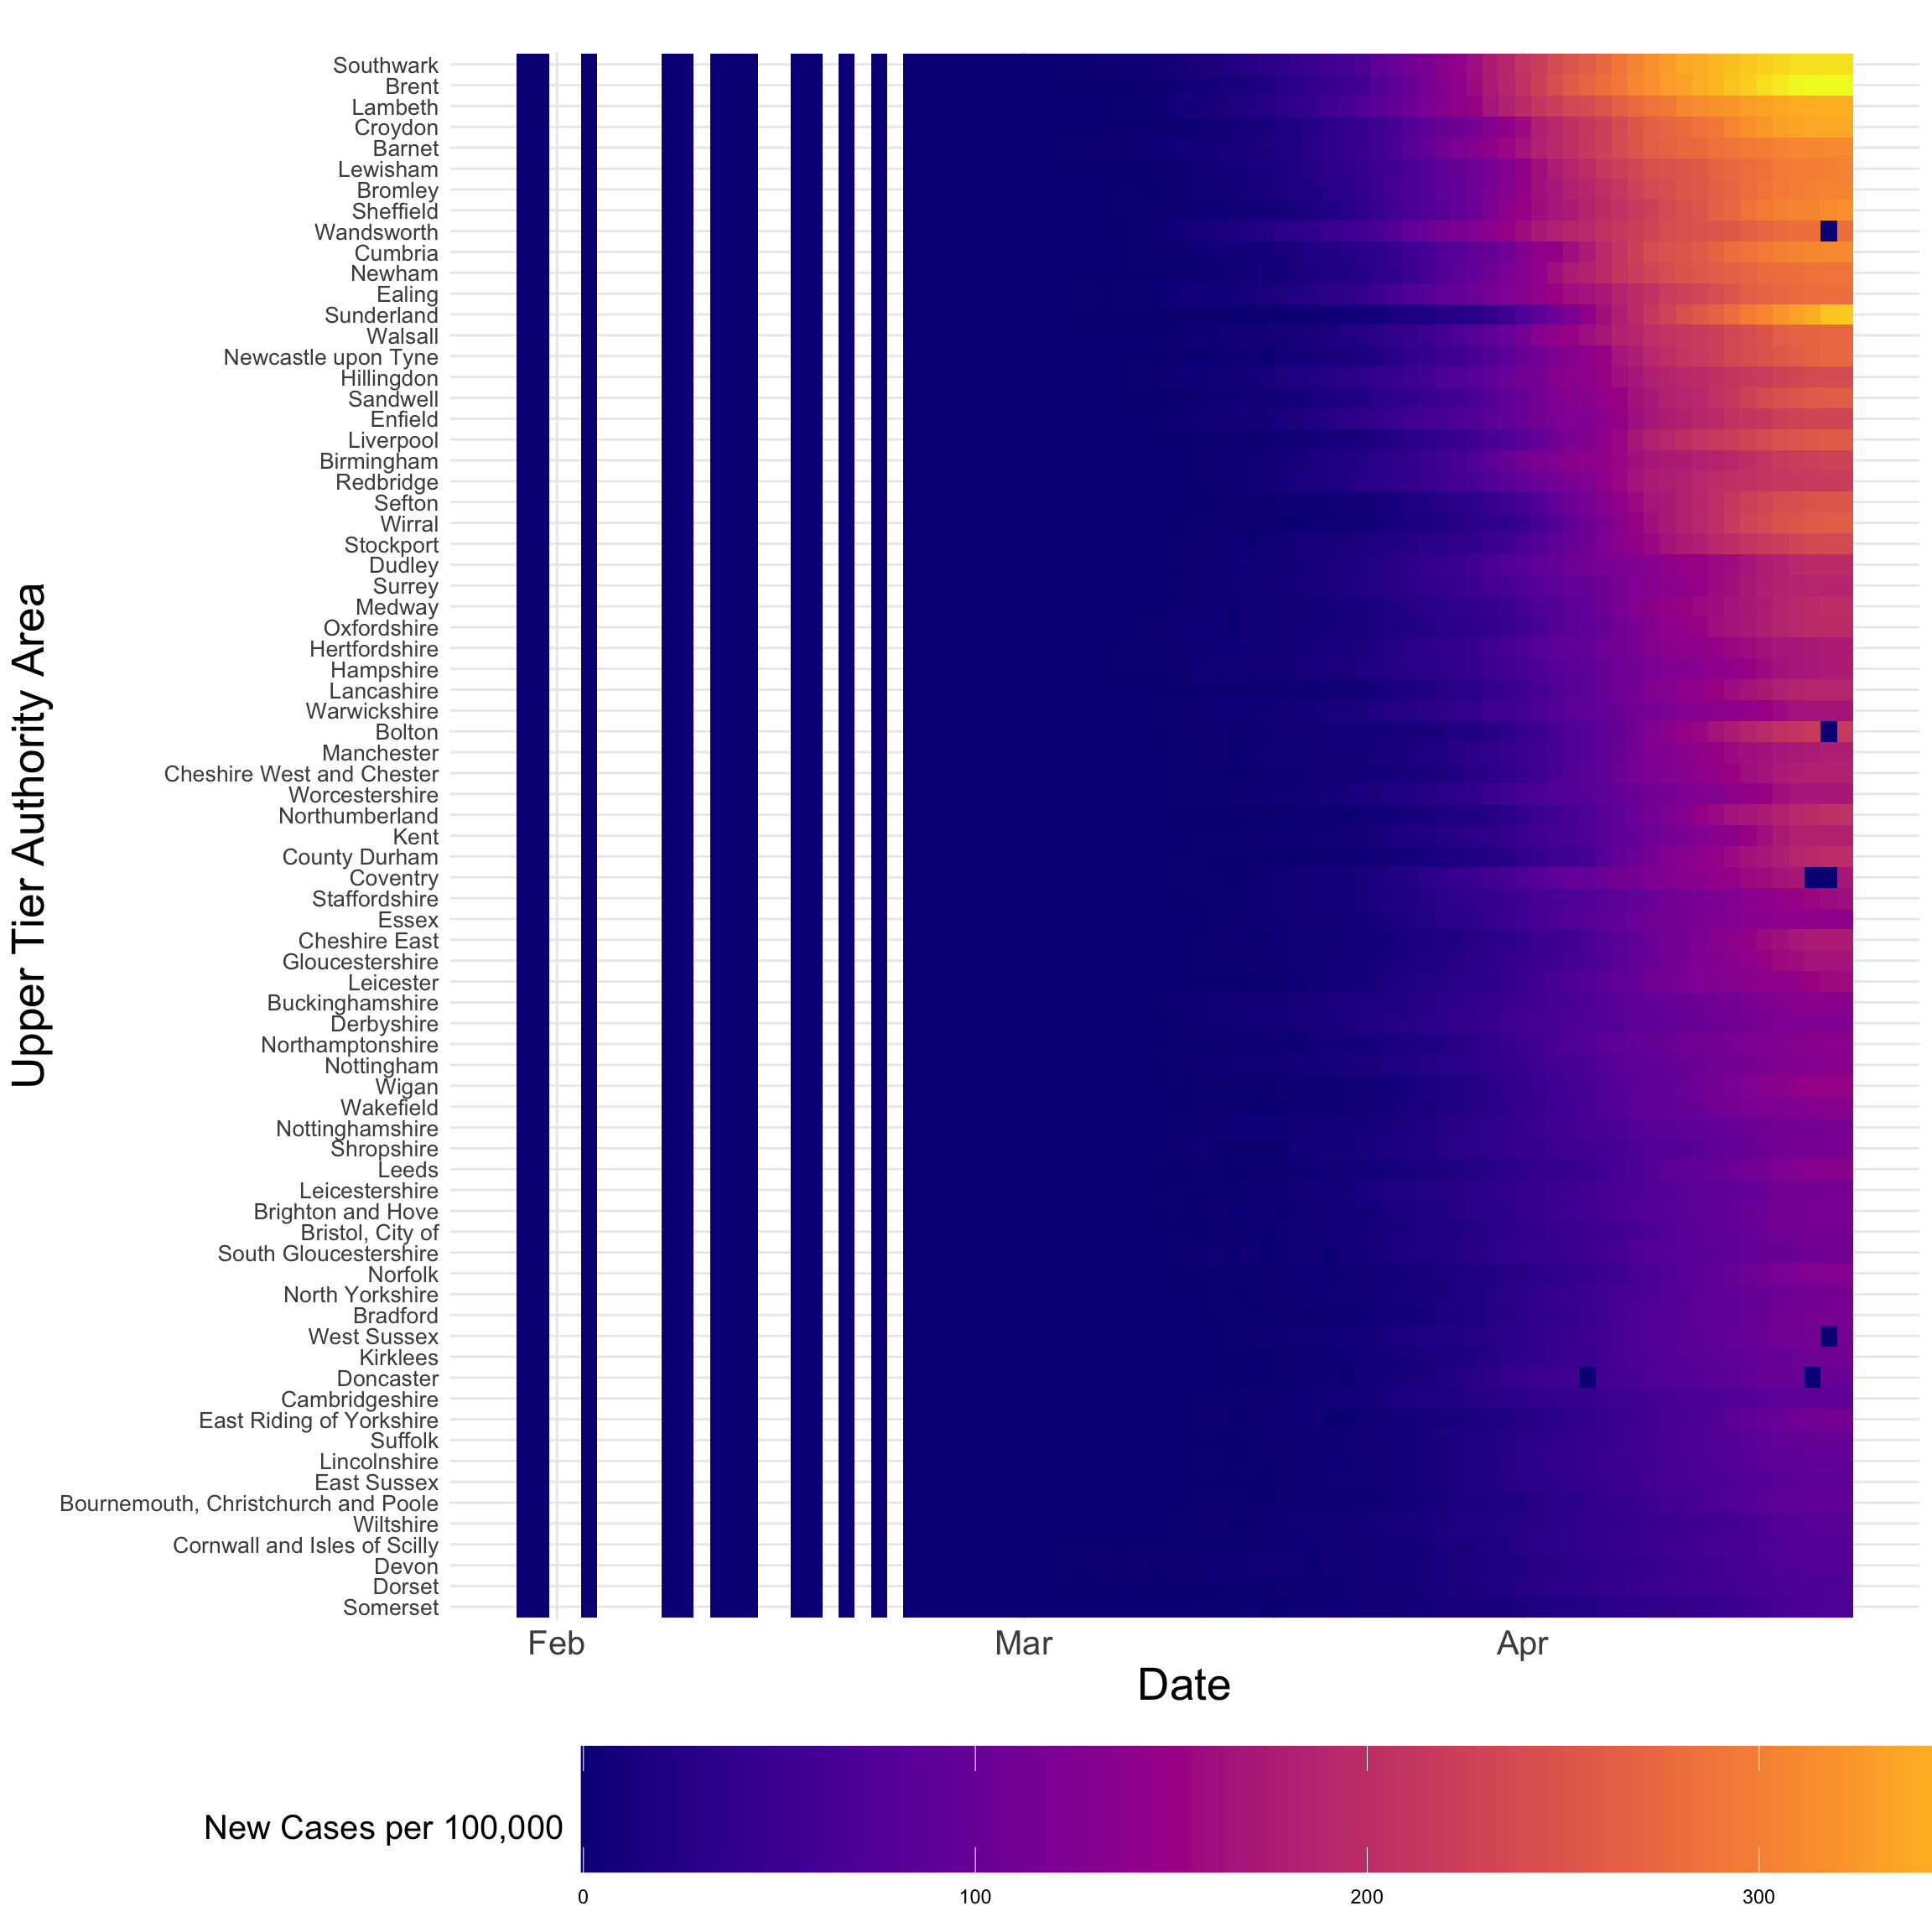 Southwark
Brent
Lambeth
Croydon
Barnet
Lewisham
Bromley
Sheffield
Wandsworth
Cumbria
Newham
Ealing
Sunderland
Walsall
Newcastle upon Tyne
Hillingdon
Sandwell
Enfield
Liverpool
Birmingham
Redbridge
Sefton
Wirral
Stockport
Dudley
Surrey
Medway
Oxfordshire
Hertfordshire
Hampshire
Lancashire
Warwickshire
Bolton
Manchester
Cheshire West and Chester
Worcestershire
Northumberland
Kent
County Durham
Coventry
Staffordshire
Essex
Cheshire East
Gloucestershire
Leicester
Buckinghamshire
Derbyshire
Northamptonshire
Nottingham
Wigan
Wakefield
Nottinghamshire
Shropshire
Leeds
Leicestershire
Brighton and Hove
Bristol, City of
South Gloucestershire
Norfolk
North Yorkshire
Bradford
West Sussex
Kirklees
Doncaster
Cambridgeshire
East Riding of Yorkshire
Suffolk
Lincolnshire
East Sussex
Bournemouth, Christchurch and Poole
Wiltshire
Cornwall and Isles of Scilly
Devon
Dorset
Somerset
Upper Tier Authority Area
Feb Mar Apr
Date
New Cases per 100,000
0 100 200 300